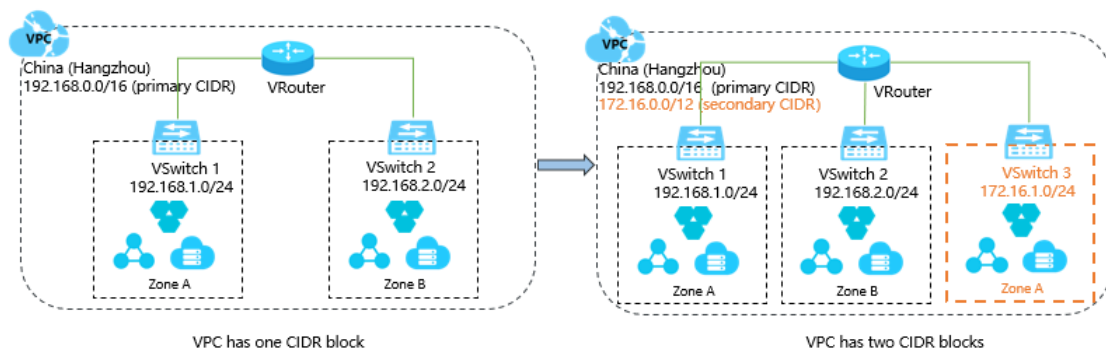 VPC
China (Hangzhou)
192.168.0.0/16 (primary CIDR)
VRouter
VSwitch 1
192.168.1.0/24
Zone A
VSwitch 2
192.168.2.0/24
Zone B
VPC has one CIDR block
VPC
China (Hangzhou)
192.168.0.0/16 (primary CIDR)
172.16.0.0/12 (secondary CIDR)
VRouter
VSwitch 1
192.168.1.0/24
Zone A
VSwitch 2
192.168.2.0/24
Zone B
VSwitch 3
172.16.1.0/24
Zone A
VPC has two CIDR blocks